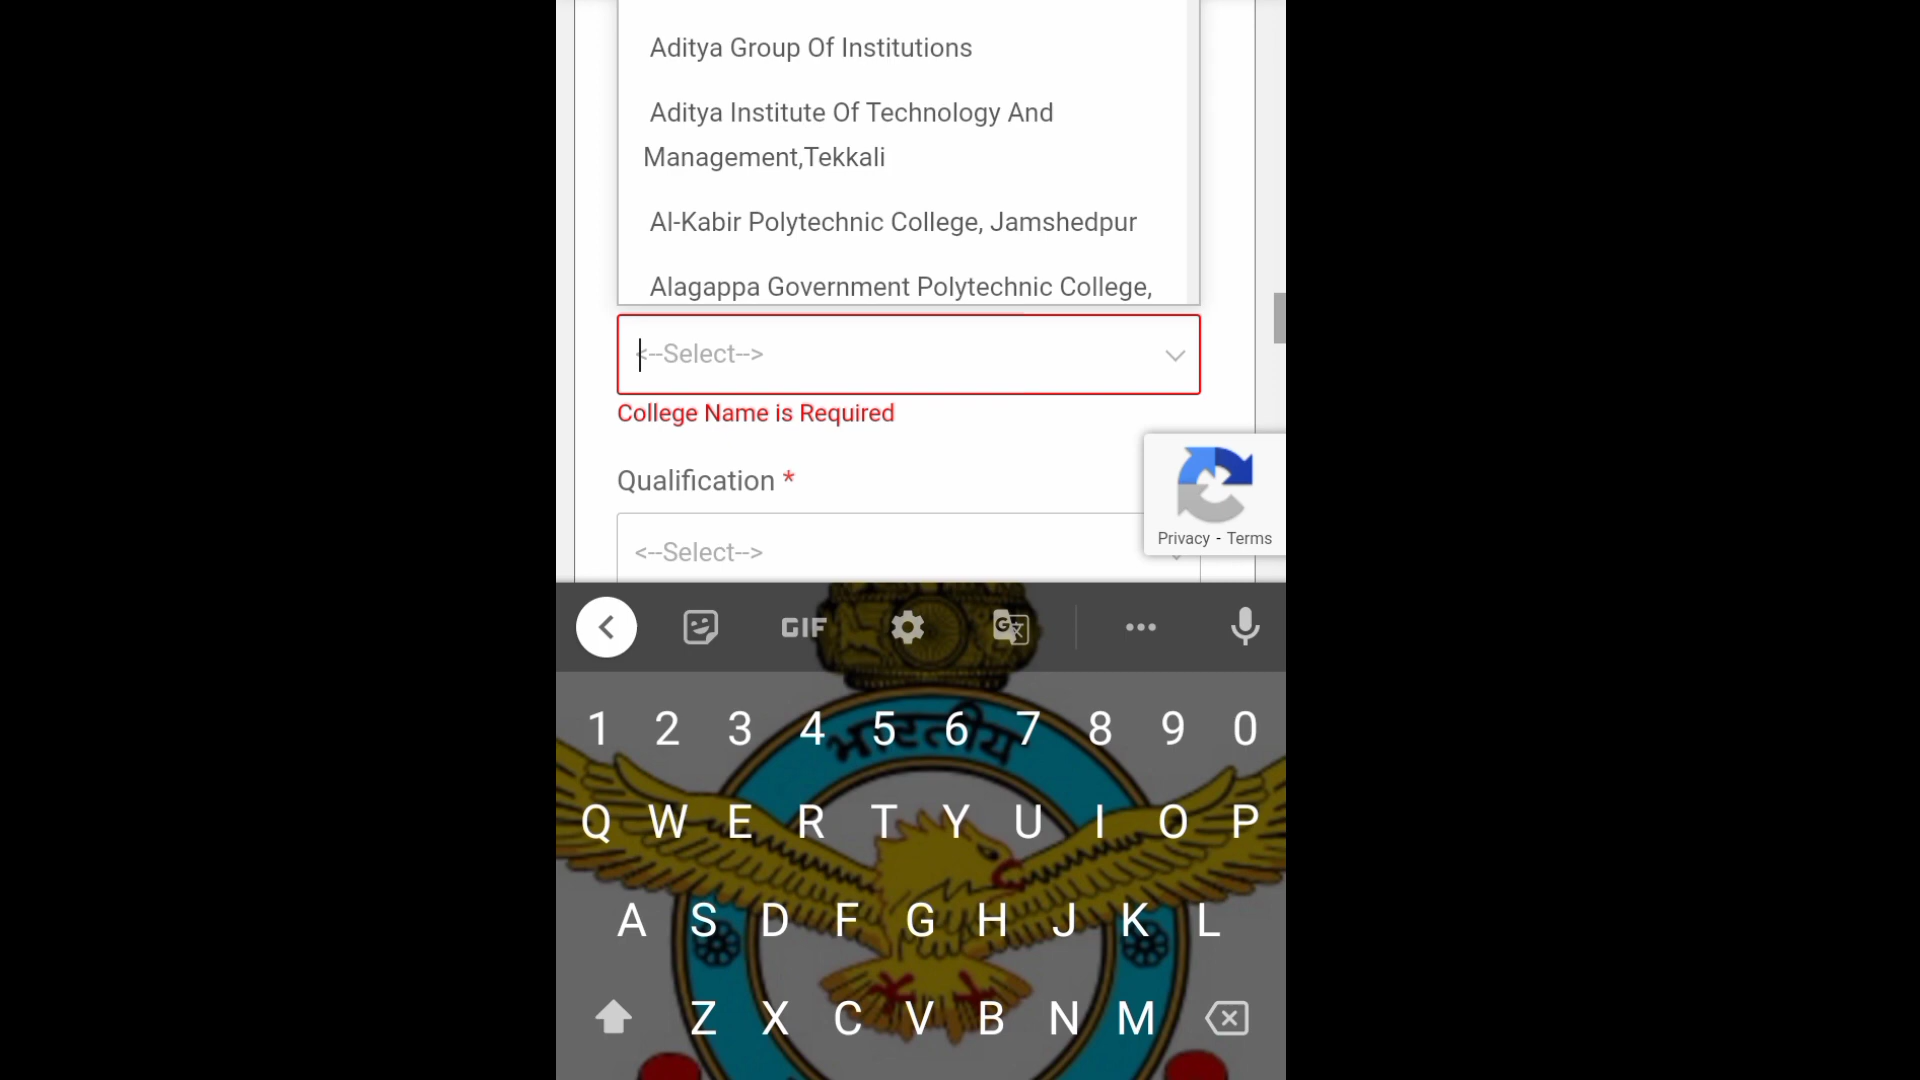 Aditya Group Of Institutions
Aditya Institute Of Technology And
Management,Tekkali
Al-Kabir Polytechnic College, Jamshedpur
Alagappa Government Polytechnic College,
<--Select-->
College Name is Required
Qualification *
<--Select-->
Privacy - Terms
GIF
1 2 3 4 5 6 7 8 9 0
भारतीय
Q W E R T Y U I O P
A S D F G H J K L
Z X C V B N M